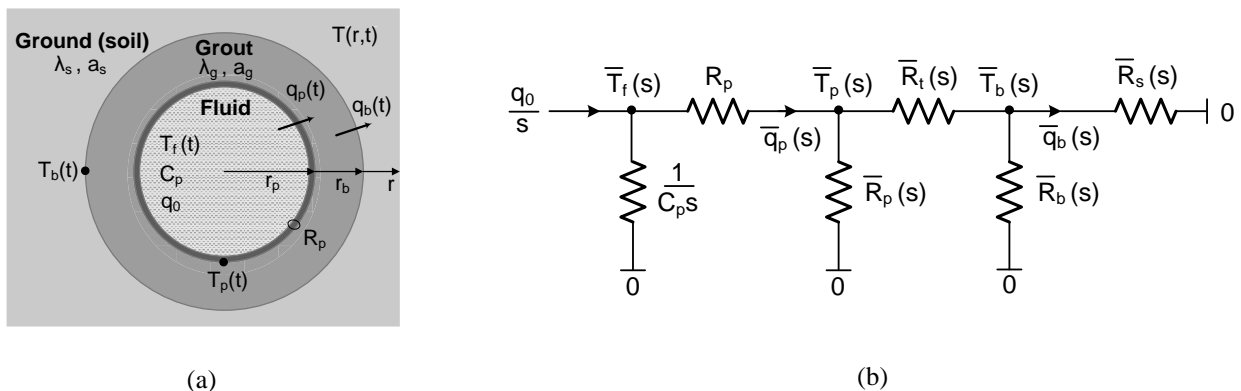 Ground (soil)
λs , as
T(r,t)
Grout
λg , ag
qp(t)
qb(t)
Fluid
Tf(t)
Cp
q0
Tb(t)
rp
rb
r
Rp
Tp(t)
(a)
q0/s
T̅f(s)
Rp
T̅p(s)
R̅t(s)
T̅b(s)
R̅s(s)
0
q̅p(s)
q̅b(s)
1/Cps
R̅p(s)
R̅b(s)
0
0
0
(b)